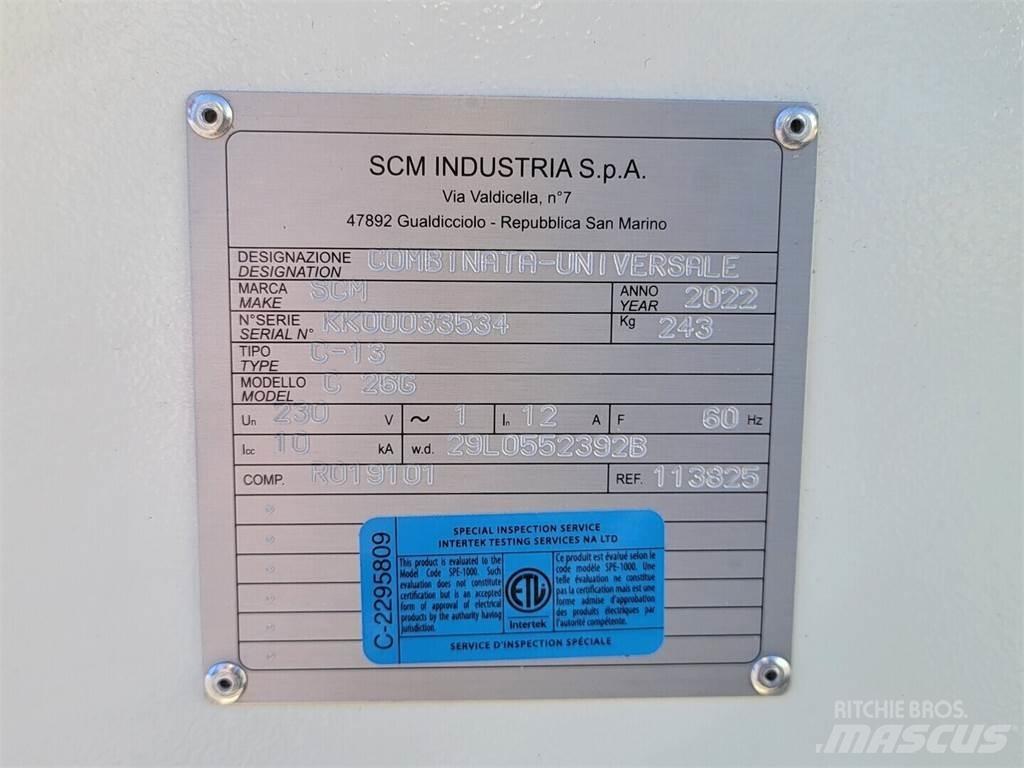 SCM INDUSTRIA S.p.A.
Via Valdicella, n°7
47892 Gualdicciolo - Repubblica San Marino
DESIGNAZIONE COMBINATA-UNIVERSALE
DESIGNATION
MARCA SCM ANNO 2022
MAKE YEAR
N°SERIE KK00033534 Kg 243
SERIAL N°
TIPO C-13
TYPE
MODELLO C 26G
MODEL
Un 230 V ~ 1 In 12 A F 60 Hz
Icc 10 kA w.d. 29L0552392B
COMP. R019101 REF. 113825
C-2295809
SPECIAL INSPECTION SERVICE
INTERTEK TESTING SERVICES NA LTD
This product is evaluated to the
Model Code SPE-1000. Such
evaluation does not constitute
certification but is an accepted
form of approval of electrical
products by the authority having
jurisdiction.
ETL
Intertek
Ce produit est évalué selon le
code modèle SPE-1000. Une
telle évaluation ne constitue
pas la certification mais est une
forme admise d'approbation
des produits électriques par
l'autorité compétente.
SERVICE D'INSPECTION SPÉCIALE
RITCHIE BROS.
MASCUS